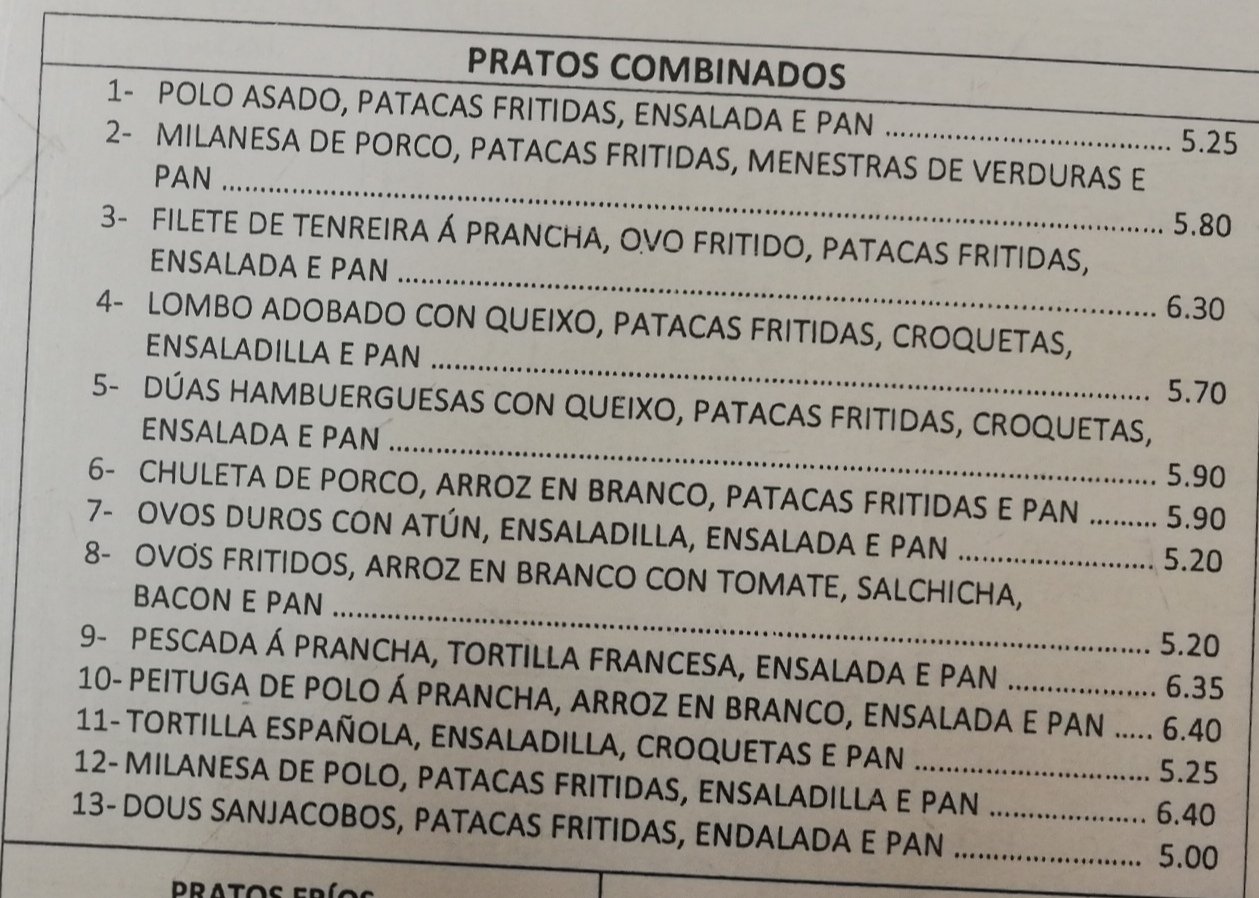 PRATOS COMBINADOS
1- POLO ASADO, PATACAS FRITIDAS, ENSALADA E PAN ........................................ 5.25
2- MILANESA DE PORCO, PATACAS FRITIDAS, MENESTRAS DE VERDURAS E
PAN ........................................................................................................................ 5.80
3- FILETE DE TENREIRA Á PRANCHA, OVO FRITIDO, PATACAS FRITIDAS,
ENSALADA E PAN ................................................................................................ 6.30
4- LOMBO ADOBADO CON QUEIXO, PATACAS FRITIDAS, CROQUETAS,
ENSALADILLA E PAN ............................................................................................ 5.70
5- DÚAS HAMBUERGUESAS CON QUEIXO, PATACAS FRITIDAS, CROQUETAS,
ENSALADA E PAN ................................................................................................ 5.90
6- CHULETA DE PORCO, ARROZ EN BRANCO, PATACAS FRITIDAS E PAN ......... 5.90
7- OVOS DUROS CON ATÚN, ENSALADILLA, ENSALADA E PAN ......................... 5.20
8- OVOS FRITIDOS, ARROZ EN BRANCO CON TOMATE, SALCHICHA,
BACON E PAN ........................................................................................................ 5.20
9- PESCADA Á PRANCHA, TORTILLA FRANCESA, ENSALADA E PAN ................... 6.35
10- PEITUGA DE POLO Á PRANCHA, ARROZ EN BRANCO, ENSALADA E PAN ..... 6.40
11- TORTILLA ESPAÑOLA, ENSALADILLA, CROQUETAS E PAN .............................. 5.25
12- MILANESA DE POLO, PATACAS FRITIDAS, ENSALADILLA E PAN .................... 6.40
13- DOUS SANJACOBOS, PATACAS FRITIDAS, ENDALADA E PAN ........................ 5.00
PRATOS FRÍOS